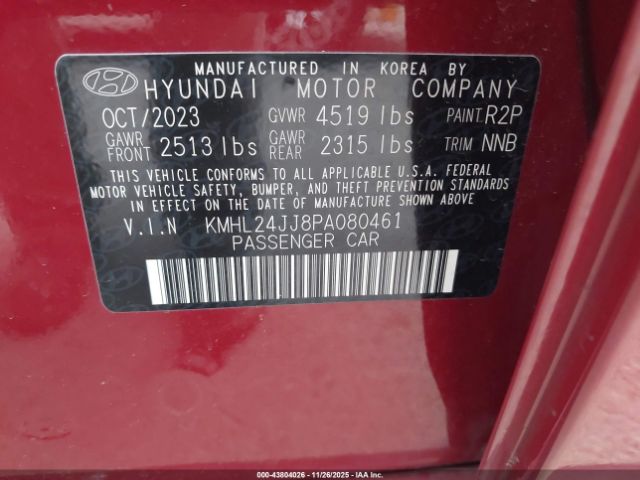 MANUFACTURED IN KOREA BY
HYUNDAI MOTOR COMPANY
OCT/2023 GVWR 4519 lbs PAINT.R2P
GAWR FRONT 2513 lbs GAWR REAR 2315 lbs TRIM NNB
THIS VEHICLE CONFORMS TO ALL APPLICABLE U.S.A. FEDERAL
MOTOR VEHICLE SAFETY, BUMPER, AND THEFT PREVENTION STANDARDS
IN EFFECT ON THE DATE OF MANUFACTURE SHOWN ABOVE
V.I.N KMHL24JJ8PA080461
PASSENGER CAR
000-43804026 | 11/26/2025 | IAAI.COM